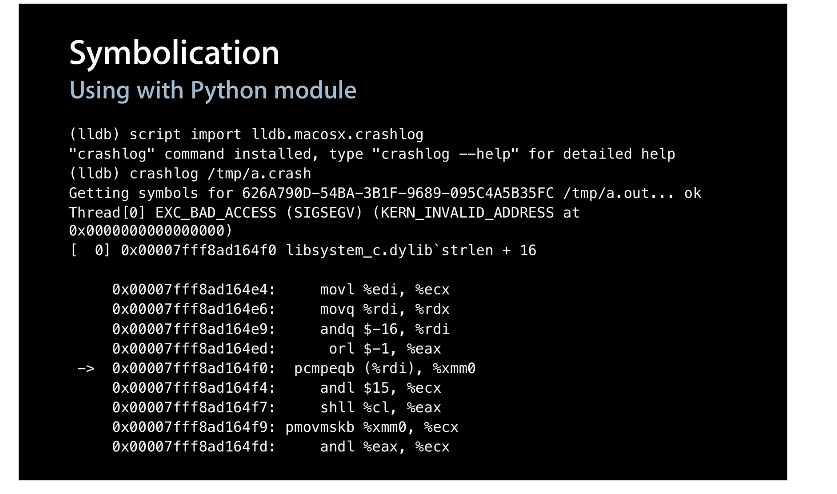 Symbolication
Using with Python module
(lldb) script import lldb.macosx.crashlog
"crashlog" command installed, type "crashlog --help" for detailed help
(lldb) crashlog /tmp/a.crash
Getting symbols for 626A790D-54BA-3B1F-9689-095C4A5B35FC /tmp/a.out... ok
Thread[0] EXC_BAD_ACCESS (SIGSEGV) (KERN_INVALID_ADDRESS at
0x0000000000000000)
[  0] 0x00007fff8ad164f0 libsystem_c.dylib`strlen + 16
0x00007fff8ad164e4:     movl %edi, %ecx
0x00007fff8ad164e6:     movq %rdi, %rdx
0x00007fff8ad164e9:     andq $-16, %rdi
0x00007fff8ad164ed:      orl $-1, %eax
->  0x00007fff8ad164f0:  pcmpeqb (%rdi), %xmm0
0x00007fff8ad164f4:     andl $15, %ecx
0x00007fff8ad164f7:     shll %cl, %eax
0x00007fff8ad164f9: pmovmskb %xmm0, %ecx
0x00007fff8ad164fd:     andl %eax, %ecx